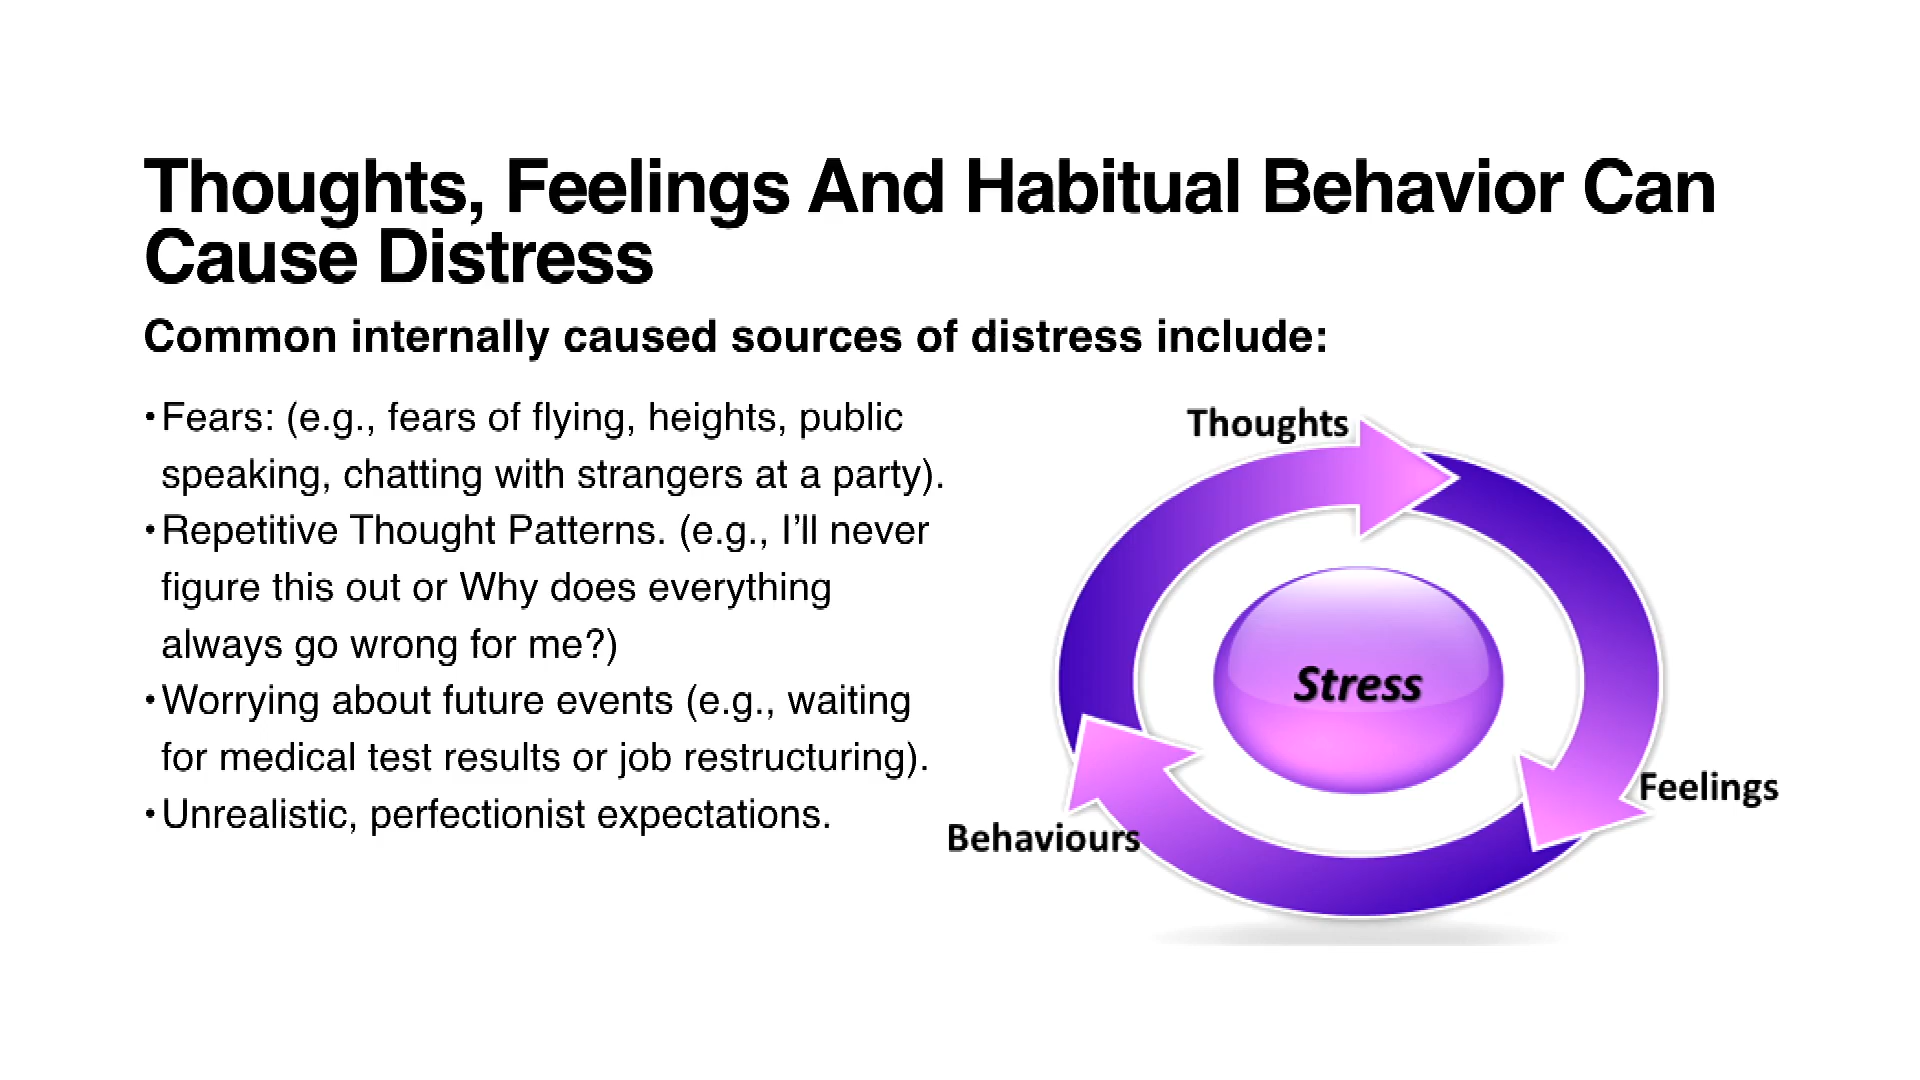 Thoughts, Feelings And Habitual Behavior Can
Cause Distress
Common internally caused sources of distress include:
•Fears: (e.g., fears of flying, heights, public
speaking, chatting with strangers at a party).
•Repetitive Thought Patterns. (e.g., I’ll never
figure this out or Why does everything
always go wrong for me?)
•Worrying about future events (e.g., waiting
for medical test results or job restructuring).
•Unrealistic, perfectionist expectations.
Thoughts
Stress
Feelings
Behaviours